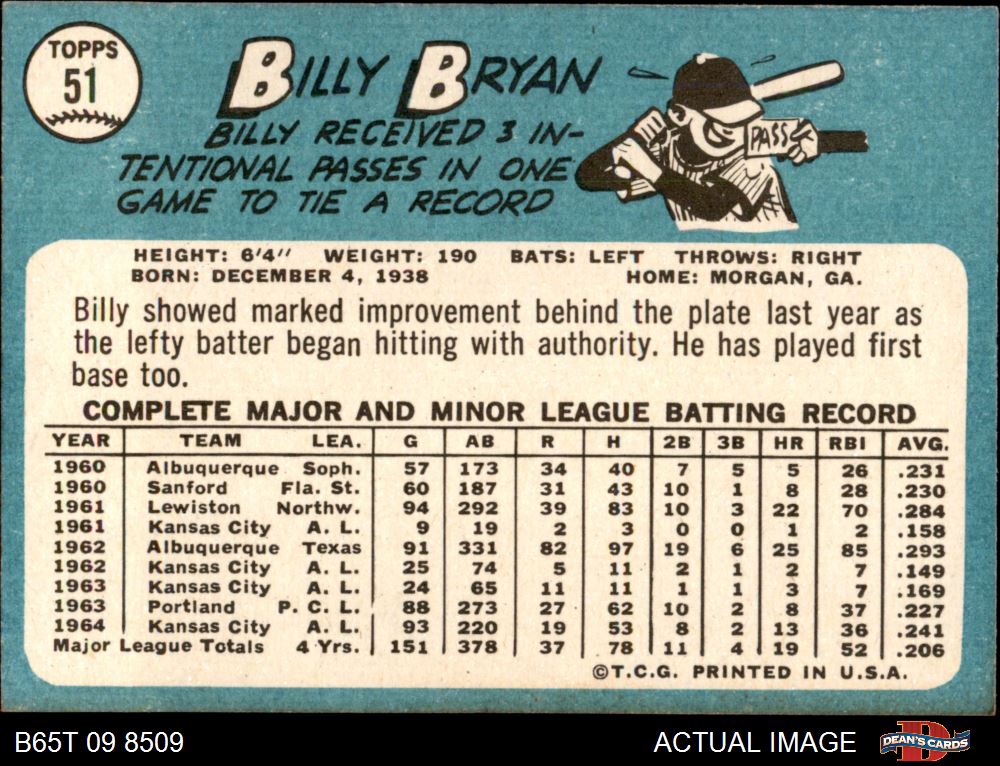 TOPPS
51
BILLY BRYAN
BILLY RECEIVED 3 IN-
TENTIONAL PASSES IN ONE
GAME TO TIE A RECORD
PASS
HEIGHT: 6'4" WEIGHT: 190 BATS: LEFT THROWS: RIGHT
BORN: DECEMBER 4, 1938 HOME: MORGAN, GA.
Billy showed marked improvement behind the plate last year as
the lefty batter began hitting with authority. He has played first
base too.
COMPLETE MAJOR AND MINOR LEAGUE BATTING RECORD
YEAR TEAM LEA. G AB R H 2B 3B HR RBI AVG.
1960 Albuquerque Soph. 57 173 34 40 7 5 5 26 .231
1960 Sanford Fla. St. 60 187 31 43 10 1 8 28 .230
1961 Lewiston Northw. 94 292 39 83 10 3 22 70 .284
1961 Kansas City A. L. 9 19 2 3 0 0 1 2 .158
1962 Albuquerque Texas 91 331 82 97 19 6 25 85 .293
1962 Kansas City A. L. 25 74 5 11 2 1 2 7 .149
1963 Kansas City A. L. 24 65 11 11 1 1 3 7 .169
1963 Portland P. C. L. 88 273 27 62 10 2 8 37 .227
1964 Kansas City A. L. 93 220 19 53 8 2 13 36 .241
Major League Totals 4 Yrs. 151 378 37 78 11 4 19 52 .206
©T.C.G. PRINTED IN U.S.A.
B65T 09 8509 ACTUAL IMAGE DEAN'S CARDS